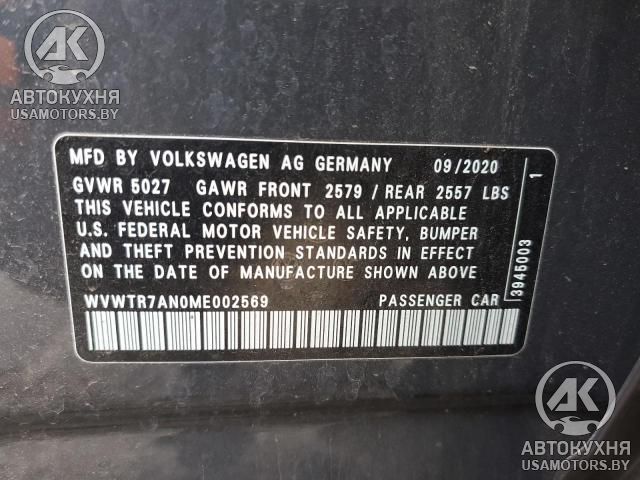 AK
АВТОКУХНЯ
USAMOTORS.BY
MFD BY VOLKSWAGEN AG GERMANY 09/2020
GVWR 5027 GAWR FRONT 2579 / REAR 2557 LBS
THIS VEHICLE CONFORMS TO ALL APPLICABLE
U.S. FEDERAL MOTOR VEHICLE SAFETY, BUMPER
AND THEFT PREVENTION STANDARDS IN EFFECT
ON THE DATE OF MANUFACTURE SHOWN ABOVE
WVWTR7AN0ME002569 PASSENGER CAR
3945003 1
AK
АВТОКУХНЯ
USAMOTORS.BY